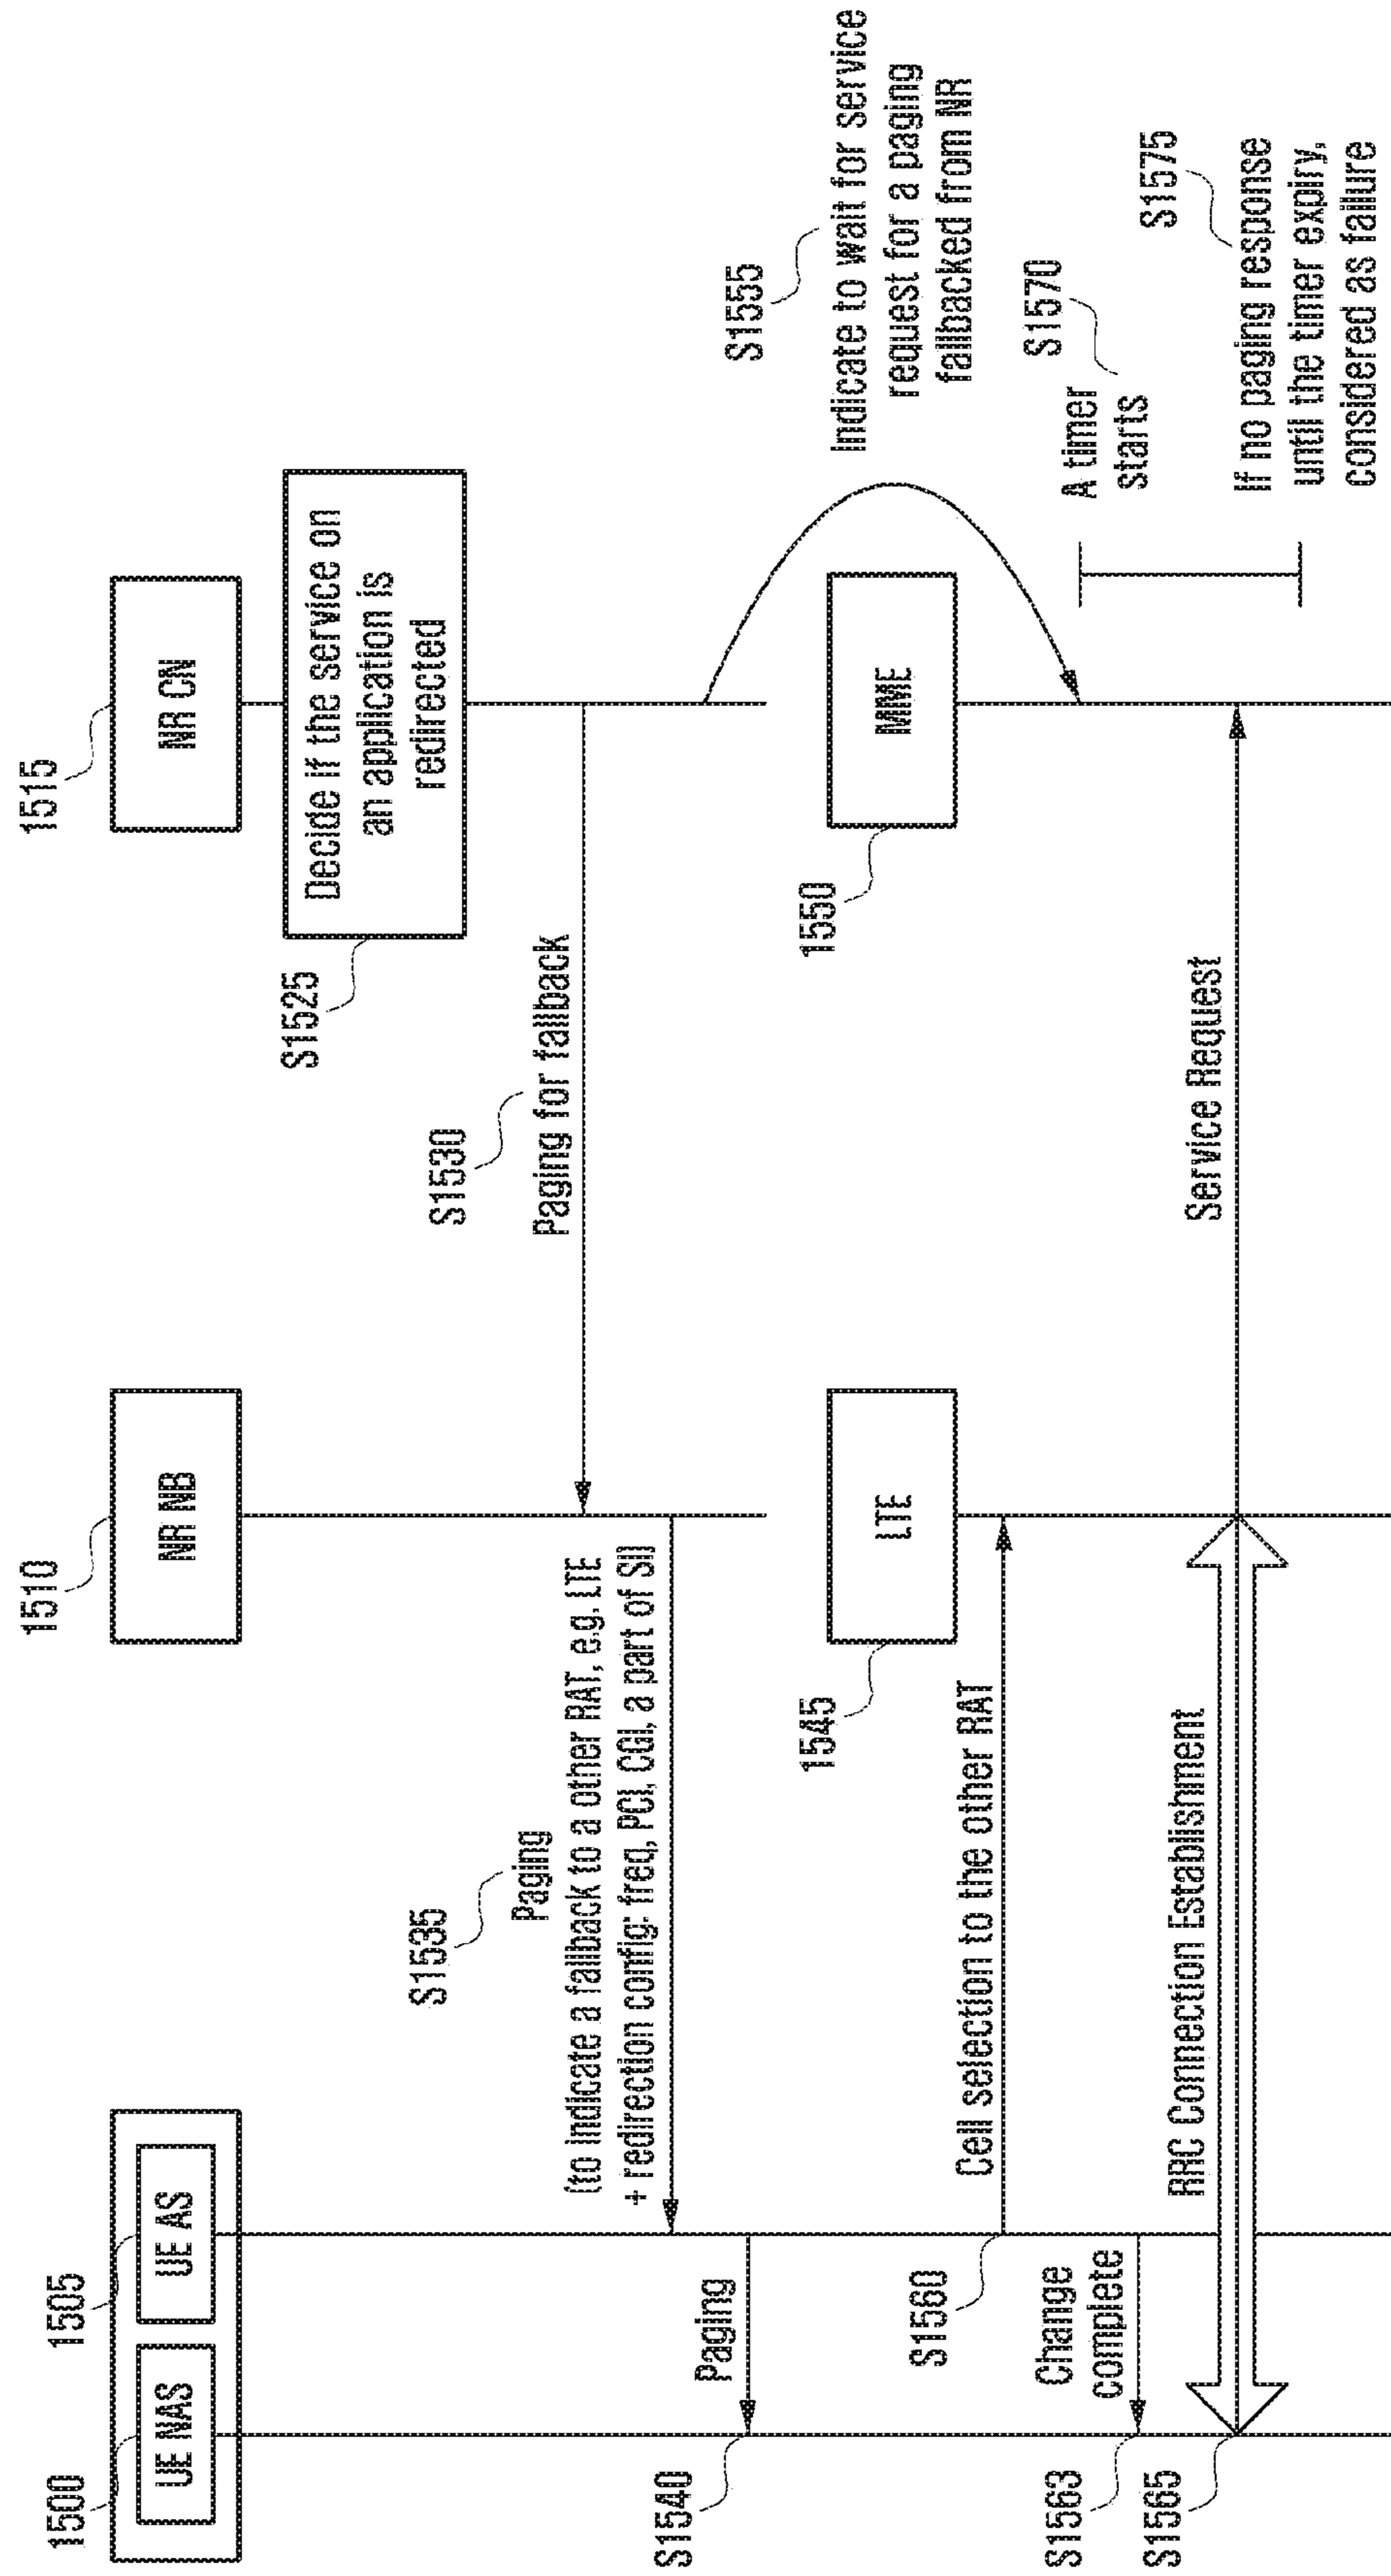 1500
1505
1510
1515
UE NAS
UE AS
NR NB
NR CN
S1525
Decide if the service on
an application is
redirected
S1530
Paging for fallback
S1535
Paging
(to indicate a fallback to a other RAT, e.g. LTE
+ redirection config: freq, PCI, CGI, a part of SI)
S1540
Paging
S1555
Indicate to wait for service
request for a paging
fallbacked from NR
1545
LTE
1550
MME
S1560
Cell selection to the other RAT
S1563
Change
complete
S1570
A timer
starts
S1565
RRC Connection Establishment
Service Request
S1575
If no paging response
until the timer expiry,
considered as failure